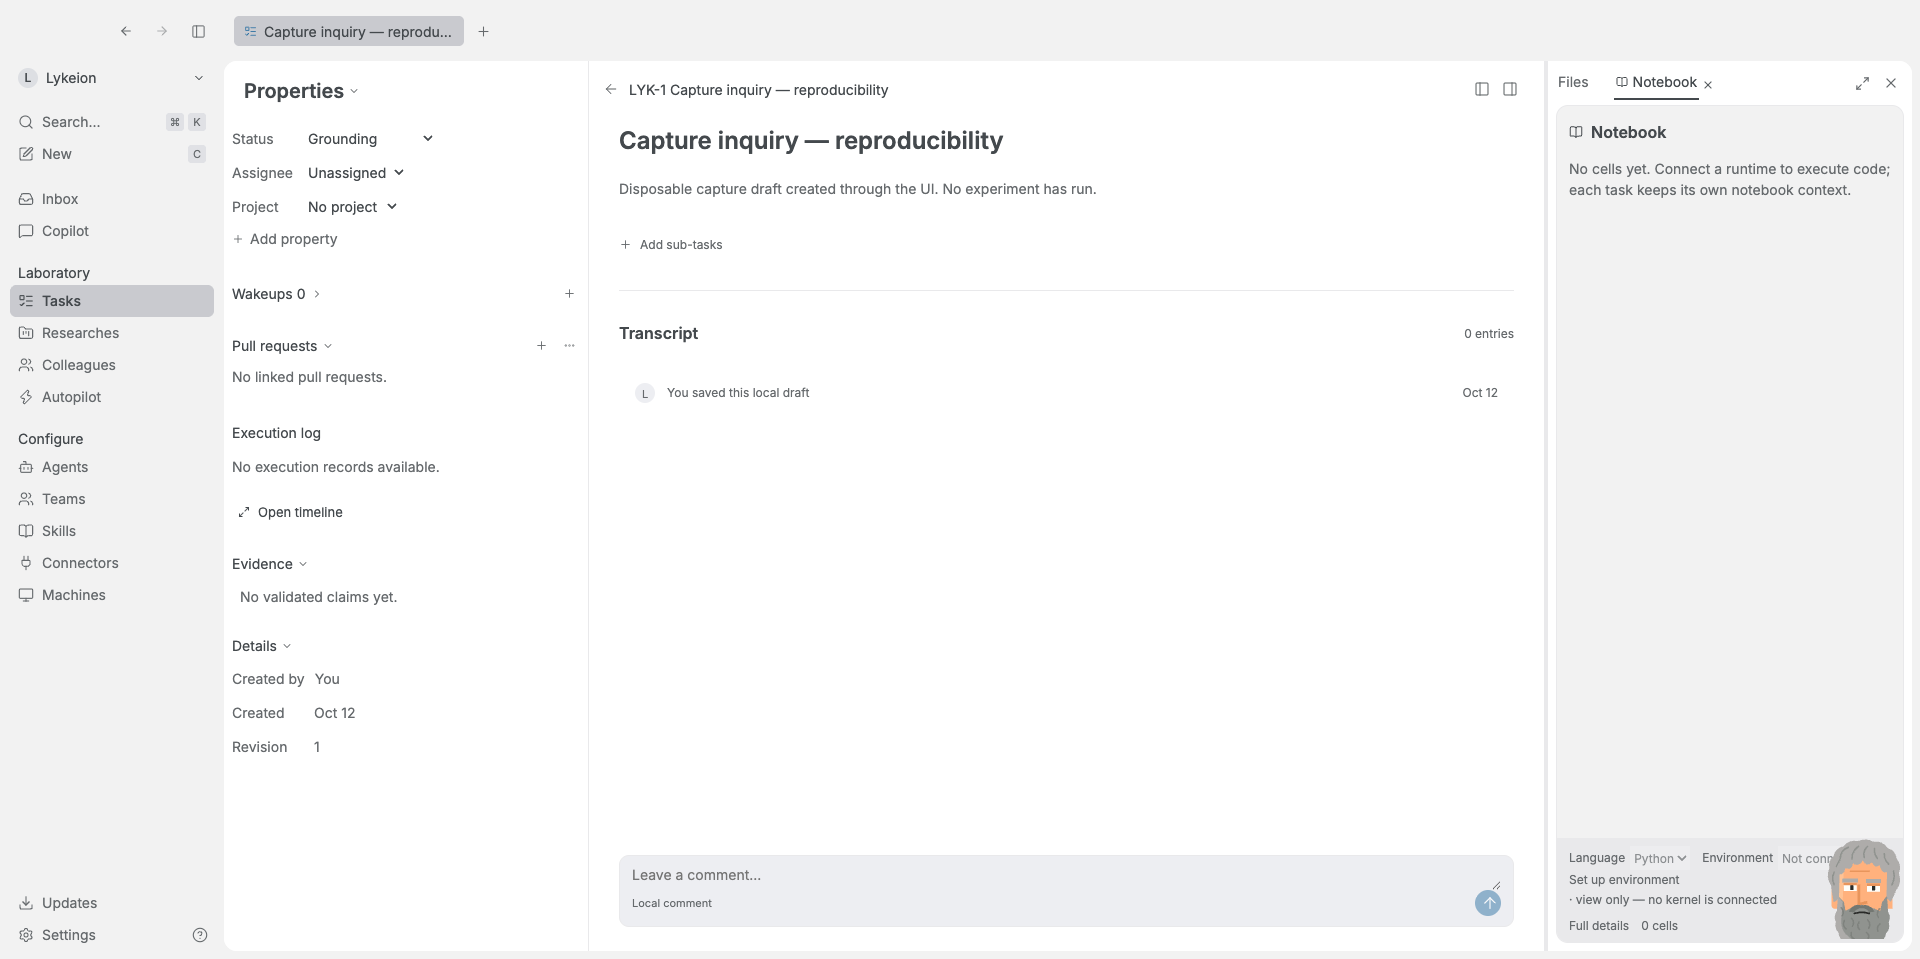 Capture inquiry — reprodu...
L Lykeion
Search... ⌘ K
New C
Inbox
Copilot
Laboratory
Tasks
Researches
Colleagues
Autopilot
Configure
Agents
Teams
Skills
Connectors
Machines
Updates
Settings
Properties
Status Grounding
Assignee Unassigned
Project No project
+ Add property
Wakeups 0
Pull requests
No linked pull requests.
Execution log
No execution records available.
Open timeline
Evidence
No validated claims yet.
Details
Created by You
Created Oct 12
Revision 1
LYK-1 Capture inquiry — reproducibility
Capture inquiry — reproducibility
Disposable capture draft created through the UI. No experiment has run.
+ Add sub-tasks
Transcript 0 entries
L You saved this local draft Oct 12
Leave a comment...
Local comment
Files Notebook
Notebook
No cells yet. Connect a runtime to execute code;
each task keeps its own notebook context.
Language Python Environment Not conn
Set up environment
· view only — no kernel is connected
Full details 0 cells